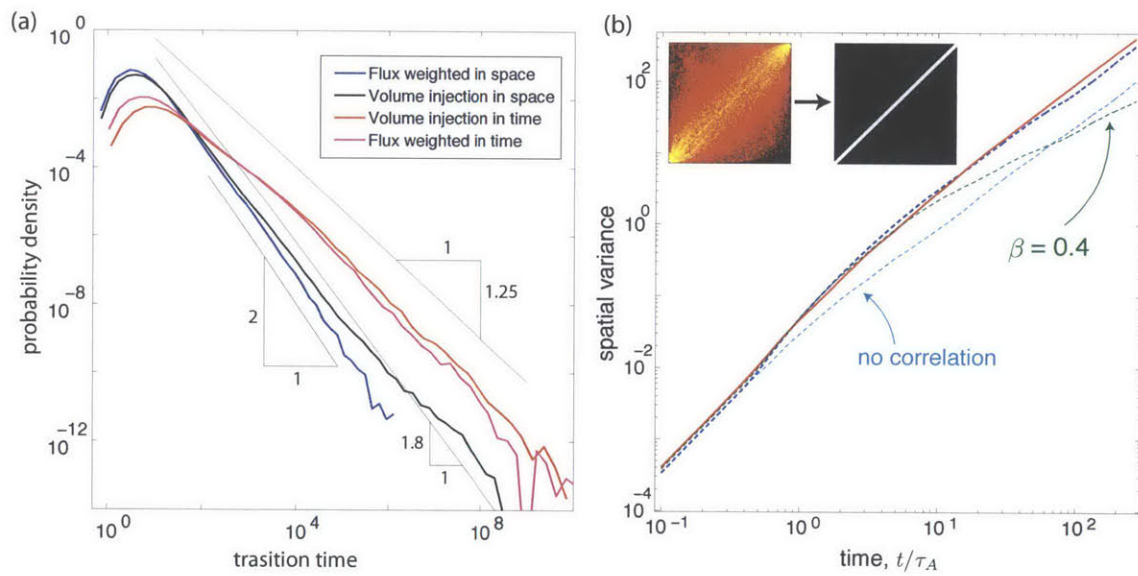 (a)
10^0
10^-4
10^-8
10^-12
probability density
Flux weighted in space
Volume injection in space
Volume injection in time
Flux weighted in time
1
1.25
2
1
1.8
1
10^0
10^4
10^8
trasition time
(b)
10^2
10^0
10^-2
10^-4
spatial variance
β = 0.4
no correlation
10^-1
10^0
10^1
10^2
time, t/τ_A